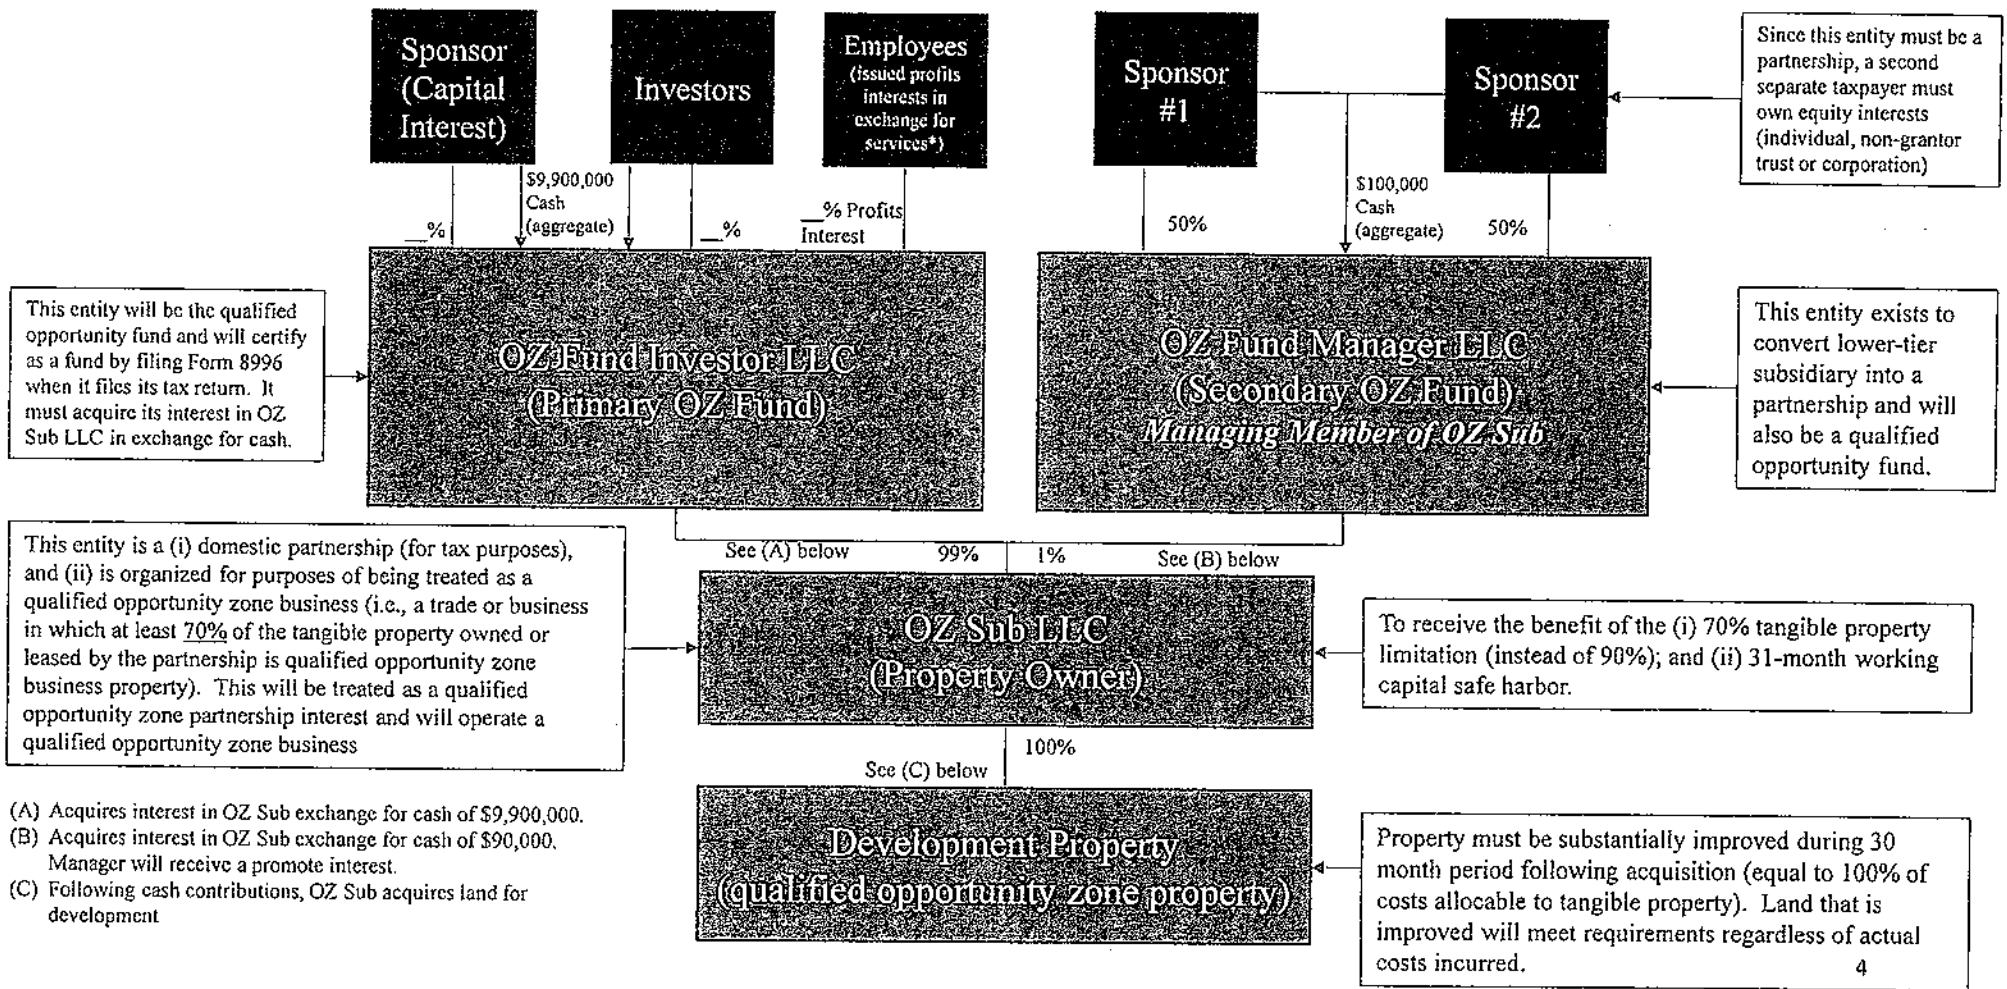 Sponsor
(Capital
Interest)
Investors
Employees
(issued profits
interests in
exchange for
services*)
Sponsor
#1
Sponsor
#2
Since this entity must be a
partnership, a second
separate taxpayer must
own equity interests
(individual, non-grantor
trust or corporation)
__%
$9,900,000
Cash
(aggregate)
__%
__% Profits
Interest
50%
$100,000
Cash
(aggregate)
50%
This entity will be the qualified
opportunity fund and will certify
as a fund by filing Form 8996
when it files its tax return. It
must acquire its interest in OZ
Sub LLC in exchange for cash.
OZ Fund Investor LLC
(Primary OZ Fund)
OZ Fund Manager LLC
(Secondary OZ Fund)
Managing Member of OZ Sub
This entity exists to
convert lower-tier
subsidiary into a
partnership and will
also be a qualified
opportunity fund.
See (A) below
99%
1%
See (B) below
This entity is a (i) domestic partnership (for tax purposes),
and (ii) is organized for purposes of being treated as a
qualified opportunity zone business (i.e., a trade or business
in which at least 70% of the tangible property owned or
leased by the partnership is qualified opportunity zone
business property). This will be treated as a qualified
opportunity zone partnership interest and will operate a
qualified opportunity zone business
OZ Sub LLC
(Property Owner)
To receive the benefit of the (i) 70% tangible property
limitation (instead of 90%); and (ii) 31-month working
capital safe harbor.
100%
See (C) below
(A) Acquires interest in OZ Sub exchange for cash of $9,900,000.
(B) Acquires interest in OZ Sub exchange for cash of $90,000.
Manager will receive a promote interest.
(C) Following cash contributions, OZ Sub acquires land for
development
Development Property
(qualified opportunity zone property)
Property must be substantially improved during 30
month period following acquisition (equal to 100% of
costs allocable to tangible property). Land that is
improved will meet requirements regardless of actual
costs incurred.
4